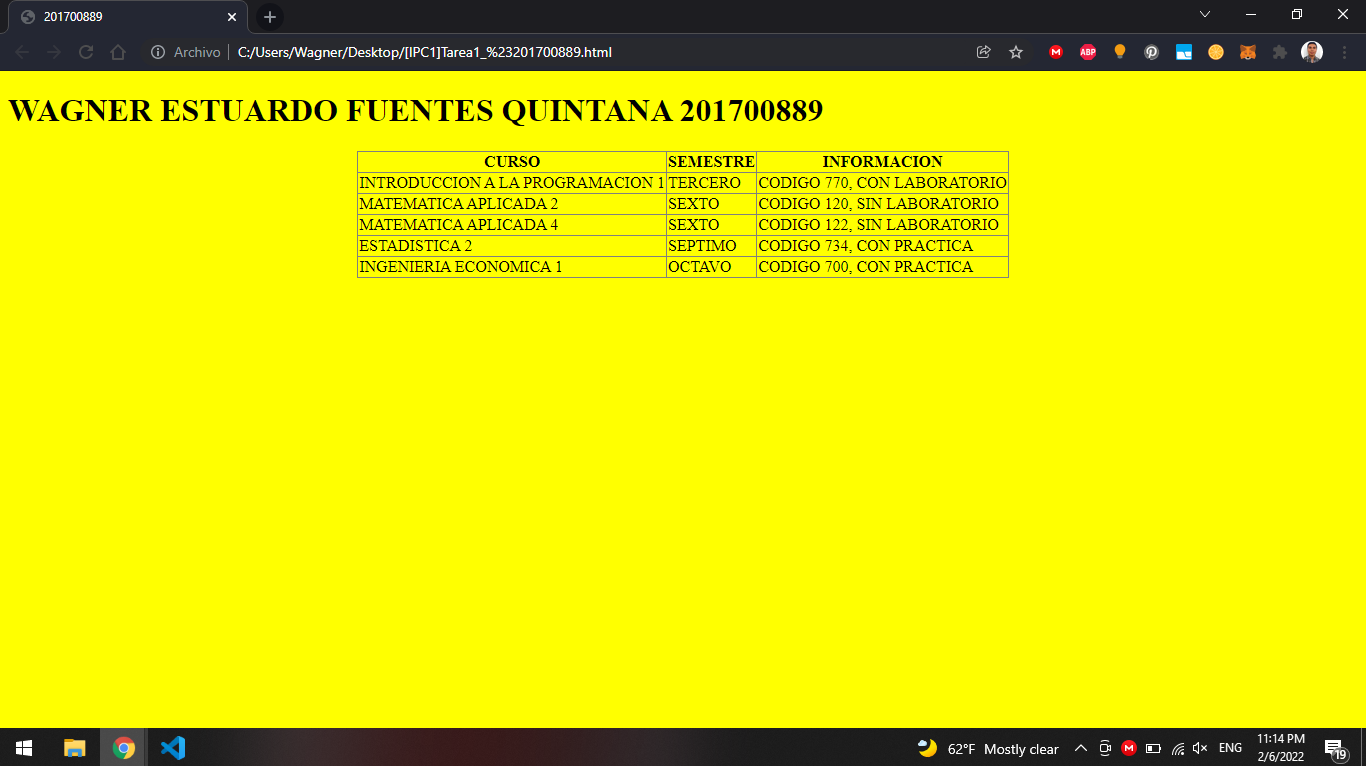 201700889
Archivo C:/Users/Wagner/Desktop/[IPC1]Tarea1_%23201700889.html
M ABP
WAGNER ESTUARDO FUENTES QUINTANA 201700889
CURSO SEMESTRE INFORMACION
INTRODUCCION A LA PROGRAMACION 1 TERCERO CODIGO 770, CON LABORATORIO
MATEMATICA APLICADA 2 SEXTO CODIGO 120, SIN LABORATORIO
MATEMATICA APLICADA 4 SEXTO CODIGO 122, SIN LABORATORIO
ESTADISTICA 2 SEPTIMO CODIGO 734, CON PRACTICA
INGENIERIA ECONOMICA 1 OCTAVO CODIGO 700, CON PRACTICA
62°F Mostly clear M ENG 11:14 PM
2/6/2022 19